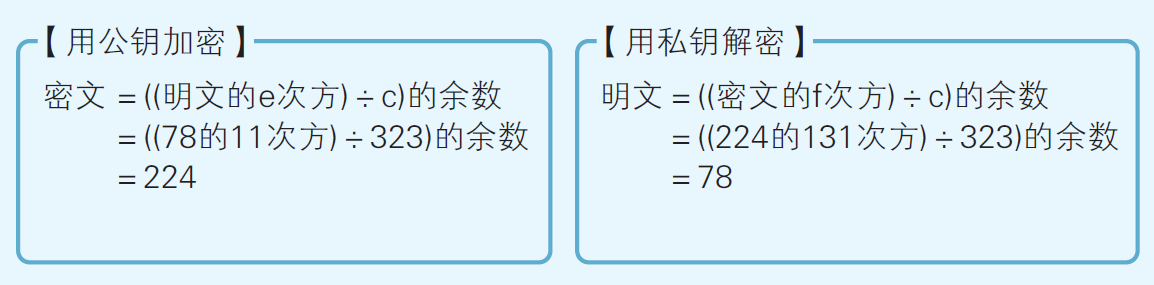 【用公钥加密】
密文 = ((明文的e次方) ÷ c)的余数
= ((78的11次方) ÷ 323)的余数
= 224
【用私钥解密】
明文 = ((密文的f次方) ÷ c)的余数
= ((224的131次方) ÷ 323)的余数
= 78